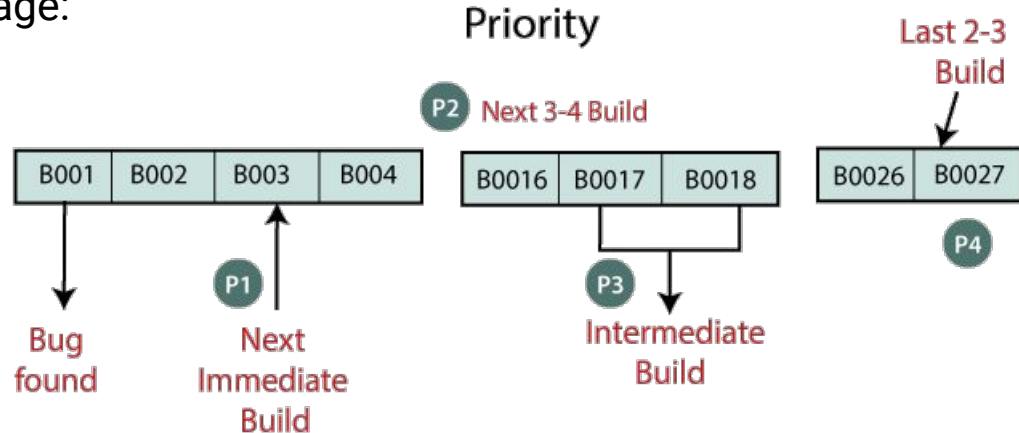 age:
Priority
Last 2-3
Build
P2 Next 3-4 Build
B001 B002 B003 B004 B0016 B0017 B0018 B0026 B0027
P1 P3 P4
Bug
found
Next
Immediate
Build
Intermediate
Build